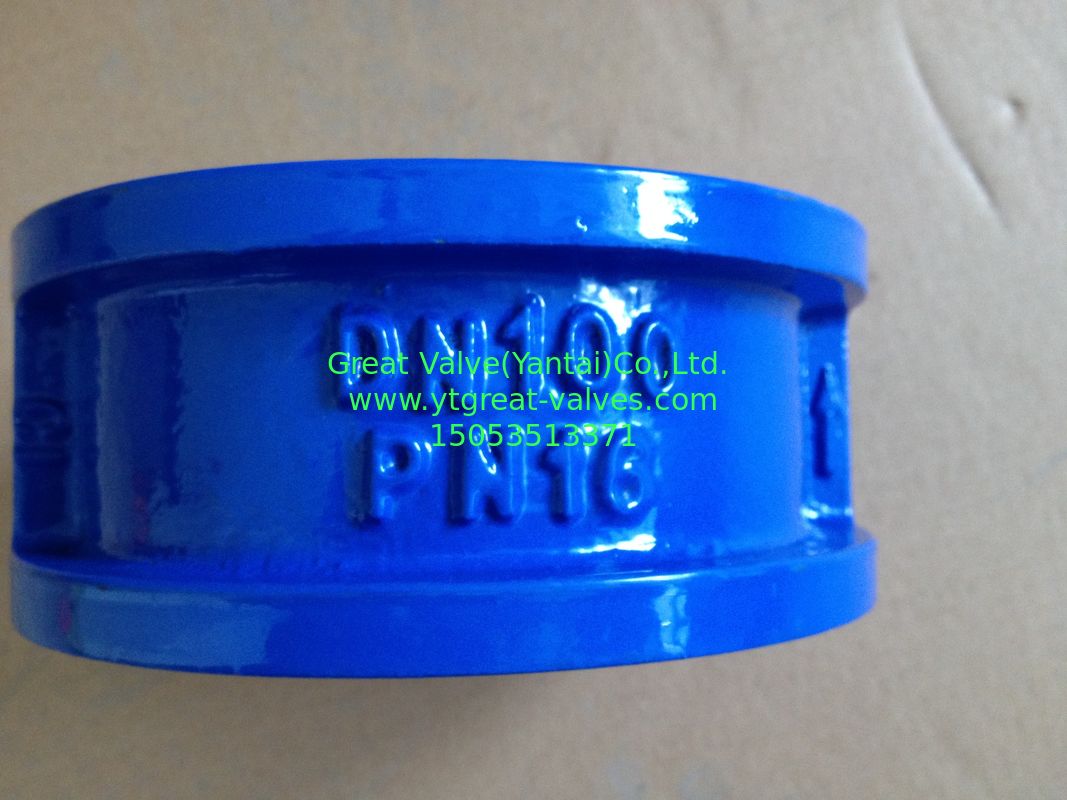 DN100
Great Valve(Yantai)Co.,Ltd.
www.ytgreat-valves.com
15053513371
PN16